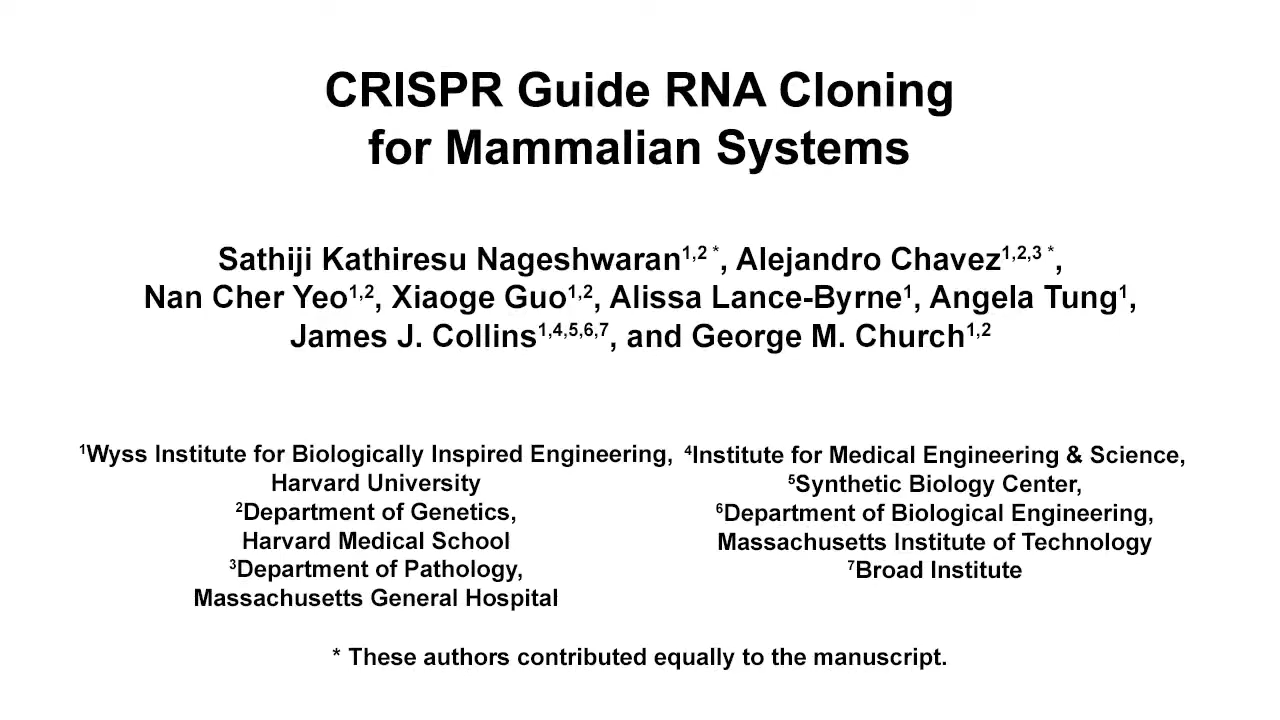 CRISPR Guide RNA Cloning
for Mammalian Systems
Sathiji Kathiresu Nageshwaran1,2 *, Alejandro Chavez1,2,3 *,
Nan Cher Yeo1,2, Xiaoge Guo1,2, Alissa Lance-Byrne1, Angela Tung1,
James J. Collins1,4,5,6,7, and George M. Church1,2
1Wyss Institute for Biologically Inspired Engineering,
Harvard University
2Department of Genetics,
Harvard Medical School
3Department of Pathology,
Massachusetts General Hospital
4Institute for Medical Engineering & Science,
5Synthetic Biology Center,
6Department of Biological Engineering,
Massachusetts Institute of Technology
7Broad Institute
* These authors contributed equally to the manuscript.